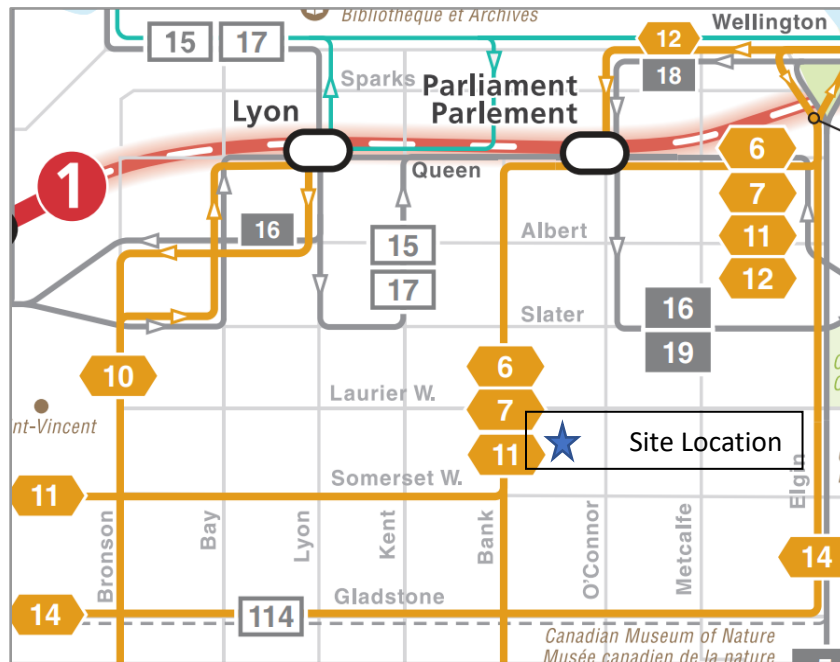 Bibliothèque et Archives
Wellington
15
17
12
Sparks
18
Parliament
Parlement
Lyon
1
Queen
6
7
11
12
16
15
17
Albert
Slater
16
19
10
6
7
11
Laurier W.
nt-Vincent
Site Location
11
Somerset W.
Bronson
Bay
Lyon
Kent
Bank
O'Connor
Metcalfe
Elgin
14
14
114
Gladstone
Canadian Museum of Nature
Musée canadien de la nature